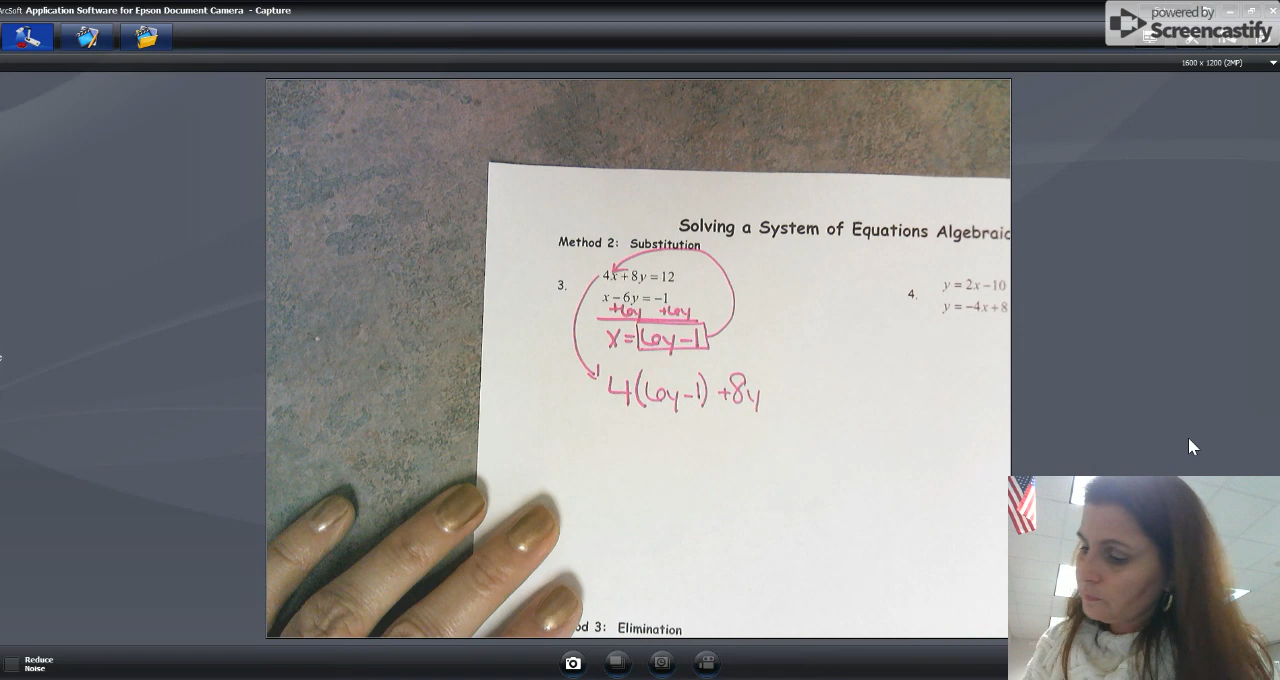 ArcSoft Application Software for Epson Document Camera - Capture
powered by
Screencastify
1600 x 1200 (2MP)
Solving a System of Equations Algebraic
Method 2: Substitution
3.
4x + 8y = 12
x - 6y = -1
+6y +6y
x = 6y - 1
4(6y-1) + 8y
4.
y = 2x - 10
y = -4x + 8
od 3: Elimination
Reduce
Noise